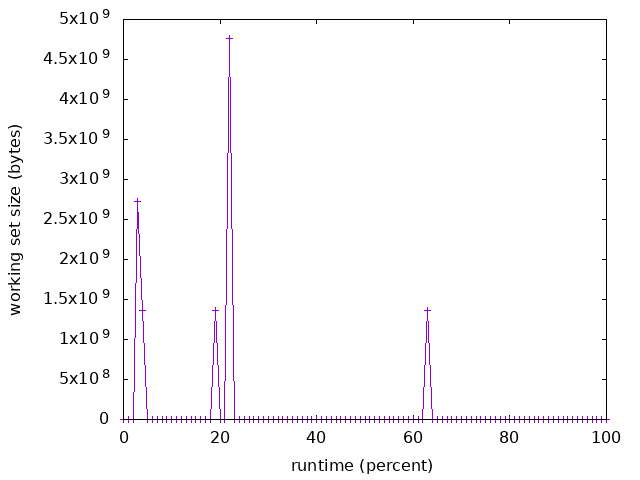 5x10⁹
4.5x10⁹
4x10⁹
3.5x10⁹
3x10⁹
2.5x10⁹
2x10⁹
1.5x10⁹
1x10⁹
5x10⁸
0
working set size (bytes)
0 20 40 60 80 100
runtime (percent)